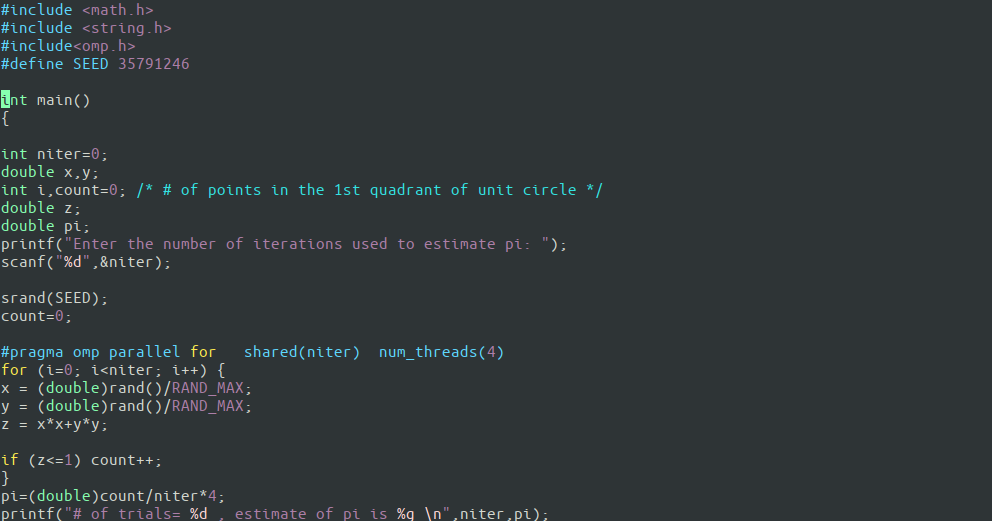 #include <math.h>
#include <string.h>
#include<omp.h>
#define SEED 35791246
int main()
{
int niter=0;
double x,y;
int i,count=0; /* # of points in the 1st quadrant of unit circle */
double z;
double pi;
printf("Enter the number of iterations used to estimate pi: ");
scanf("%d",&niter);
srand(SEED);
count=0;
#pragma omp parallel for   shared(niter)  num_threads(4)
for (i=0; i<niter; i++) {
x = (double)rand()/RAND_MAX;
y = (double)rand()/RAND_MAX;
z = x*x+y*y;
if (z<=1) count++;
}
pi=(double)count/niter*4;
printf("# of trials= %d , estimate of pi is %g \n",niter,pi);